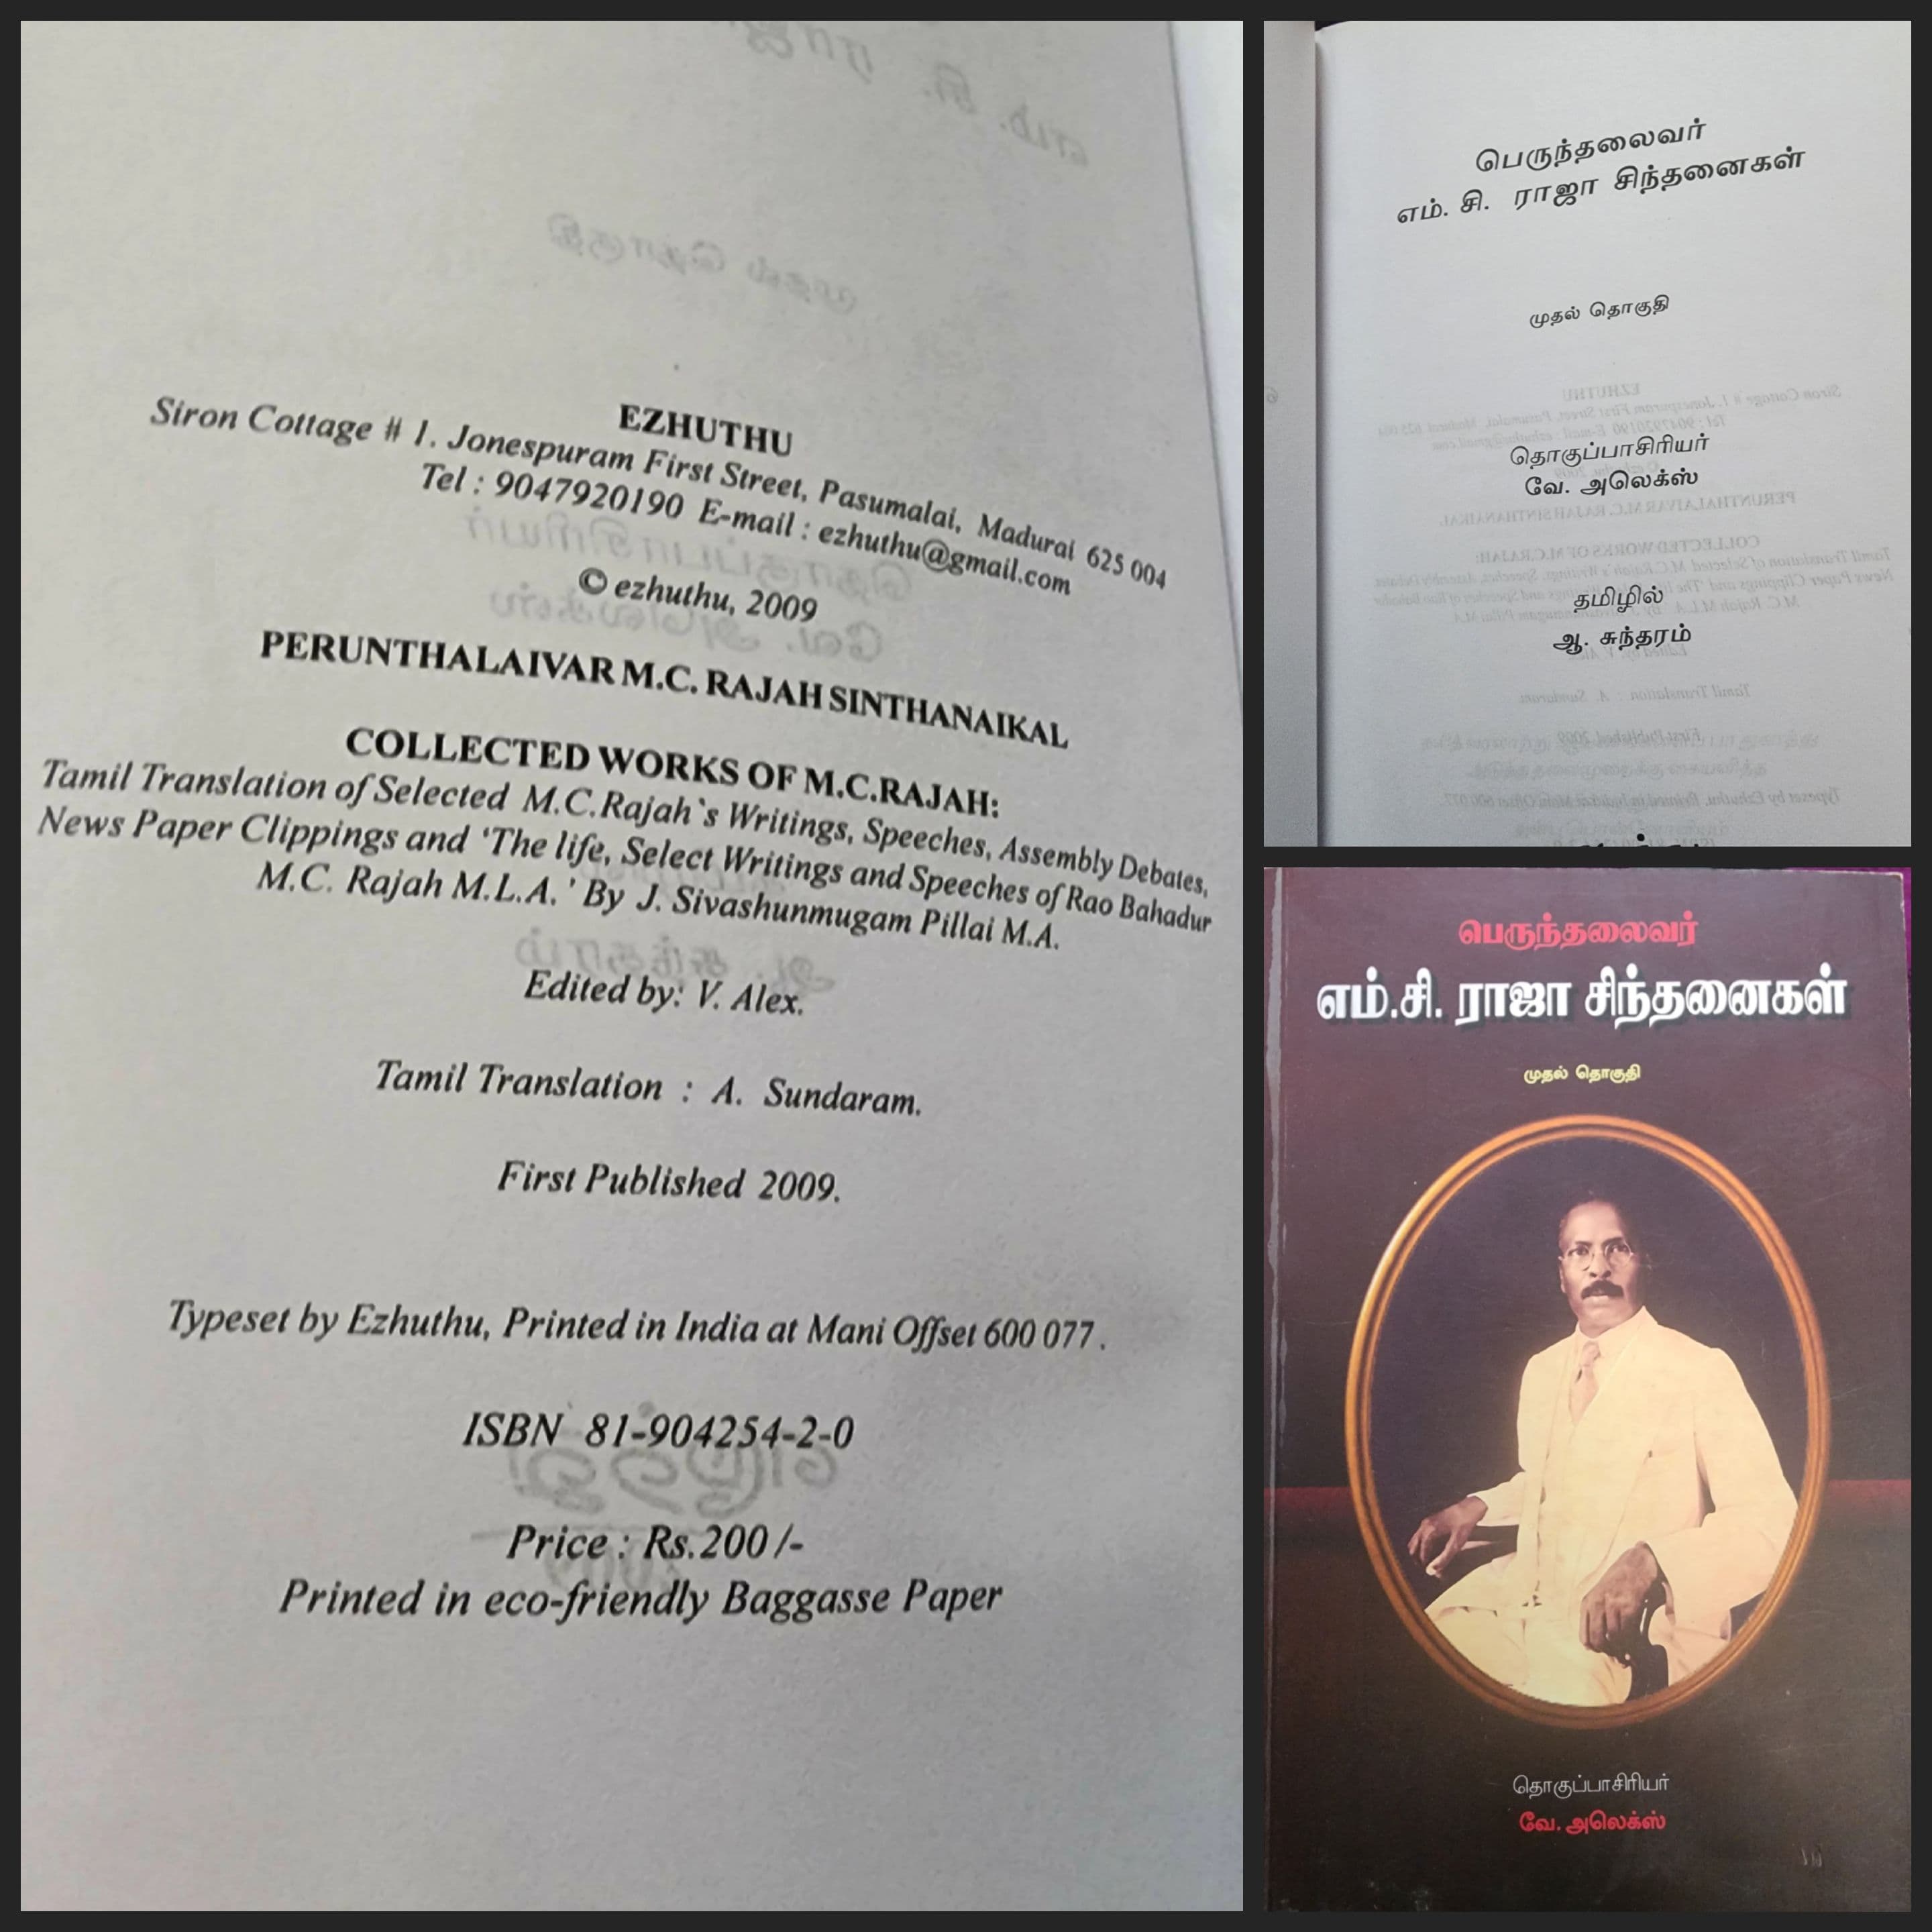 EZHUTHU
Siron Cottage # 1. Jonespuram First Street, Pasumalai, Madurai 625 004
Tel : 9047920190 E-mail : ezhuthu@gmail.com
© ezhuthu, 2009
PERUNTHALAIVAR M.C. RAJAH SINTHANAIKAL
COLLECTED WORKS OF M.C.RAJAH:
Tamil Translation of Selected M.C.Rajah`s Writings, Speeches, Assembly Debates,
News Paper Clippings and ‘The life, Select Writings and Speeches of Rao Bahadur
M.C. Rajah M.L.A. ’ By J. Sivashunmugam Pillai M.A.
Edited by: V. Alex.
Tamil Translation : A. Sundaram.
First Published 2009.
Typeset by Ezhuthu, Printed in India at Mani Offset 600 077 .
ISBN 81-904254-2-0
Price : Rs.200 /-
Printed in eco-friendly Baggasse Paper
பெருந்தலைவர்
எம். சி. ராஜா சிந்தனைகள்
முதல் தொகுதி
தொகுப்பாசிரியர்
வே. அலெக்ஸ்
தமிழில்
ஆ. சுந்தரம்
பெருந்தலைவர்
எம்.சி. ராஜா சிந்தனைகள்
முதல் தொகுதி
தொகுப்பாசிரியர்
வே. அலெக்ஸ்